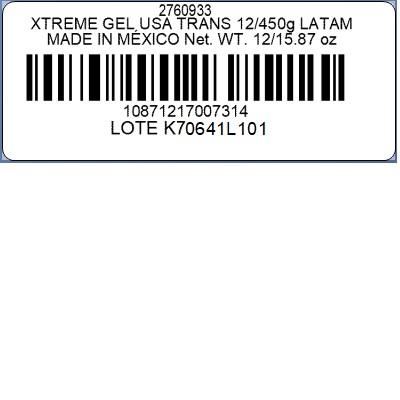 2760933
XTREME GEL USA TRANS 12/450g LATAM
MADE IN MÉXICO Net. WT. 12/15.87 oz
10871217007314
LOTE K70641L101